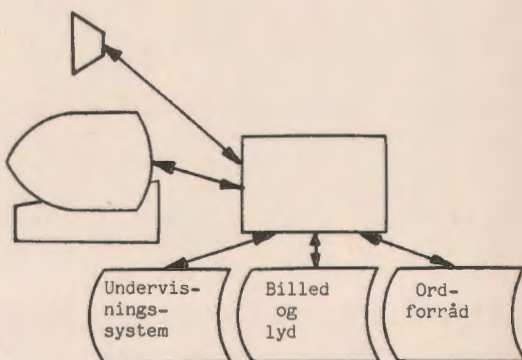 Undervis-
nings-
system
Billed
og
lyd
Ord-
forråd